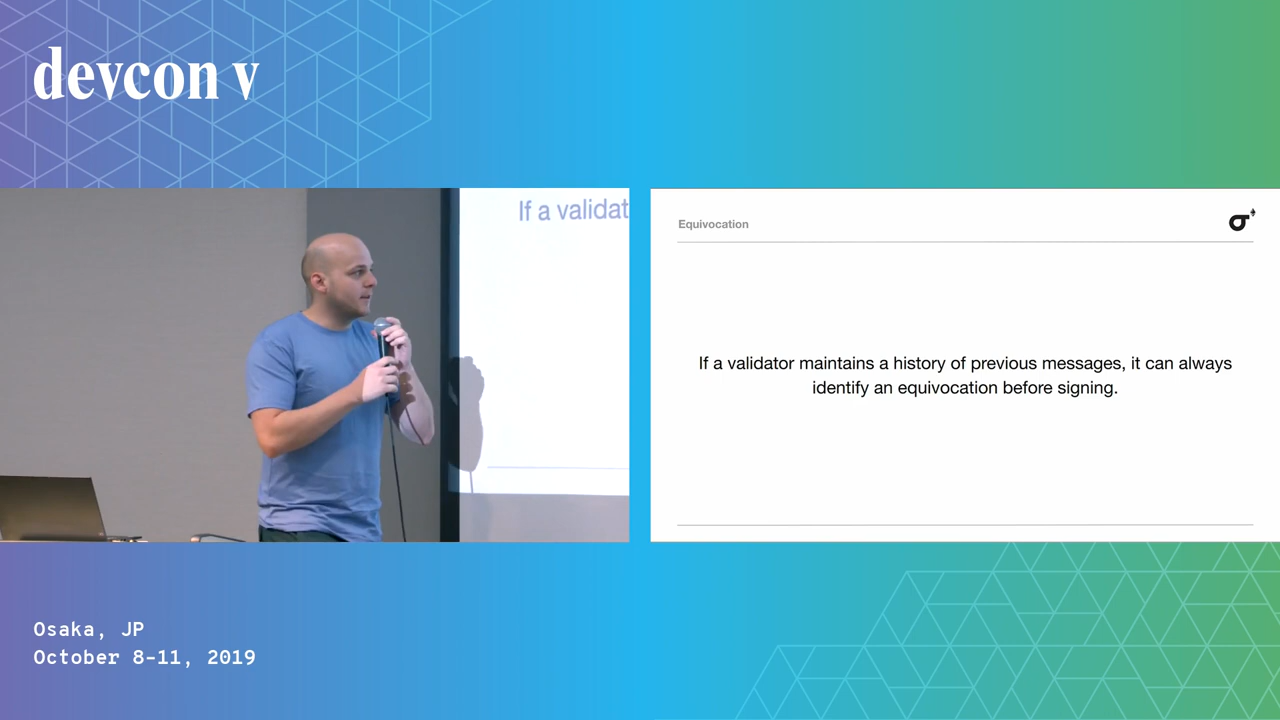 devcon v
If a validat
Equivocation
If a validator maintains a history of previous messages, it can always
identify an equivocation before signing.
Osaka, JP
October 8-11, 2019